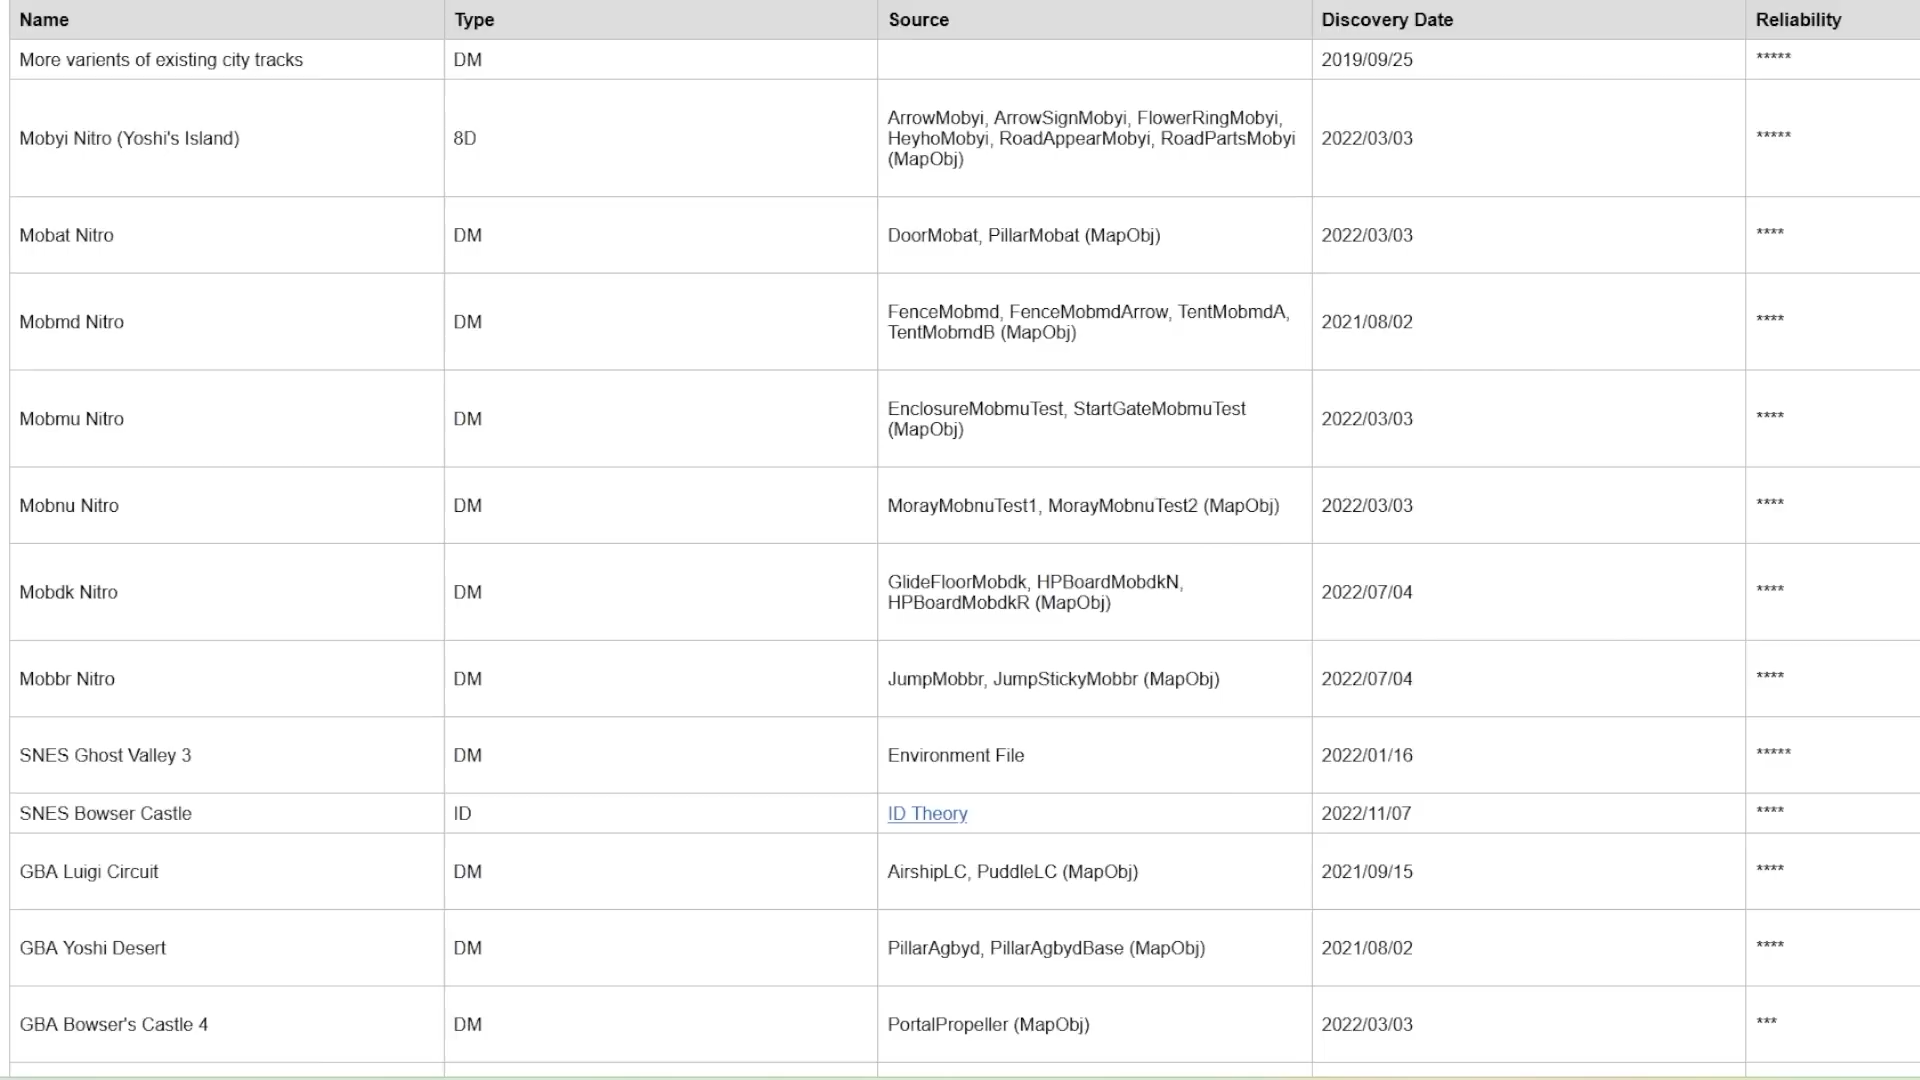 Name Type Source Discovery Date Reliability
More varients of existing city tracks DM 2019/09/25 *****
Mobyi Nitro (Yoshi's Island) 8D ArrowMobyi, ArrowSignMobyi, FlowerRingMobyi,
HeyhoMobyi, RoadAppearMobyi, RoadPartsMobyi
(MapObj) 2022/03/03 *****
Mobat Nitro DM DoorMobat, PillarMobat (MapObj) 2022/03/03 ****
Mobmd Nitro DM FenceMobmd, FenceMobmdArrow, TentMobmdA,
TentMobmdB (MapObj) 2021/08/02 ****
Mobmu Nitro DM EnclosureMobmuTest, StartGateMobmuTest
(MapObj) 2022/03/03 ****
Mobnu Nitro DM MorayMobnuTest1, MorayMobnuTest2 (MapObj) 2022/03/03 ****
Mobdk Nitro DM GlideFloorMobdk, HPBoardMobdkN,
HPBoardMobdkR (MapObj) 2022/07/04 ****
Mobbr Nitro DM JumpMobbr, JumpStickyMobbr (MapObj) 2022/07/04 ****
SNES Ghost Valley 3 DM Environment File 2022/01/16 *****
SNES Bowser Castle ID ID Theory 2022/11/07 ****
GBA Luigi Circuit DM AirshipLC, PuddleLC (MapObj) 2021/09/15 ****
GBA Yoshi Desert DM PillarAgbyd, PillarAgbydBase (MapObj) 2021/08/02 ****
GBA Bowser's Castle 4 DM PortalPropeller (MapObj) 2022/03/03 ***